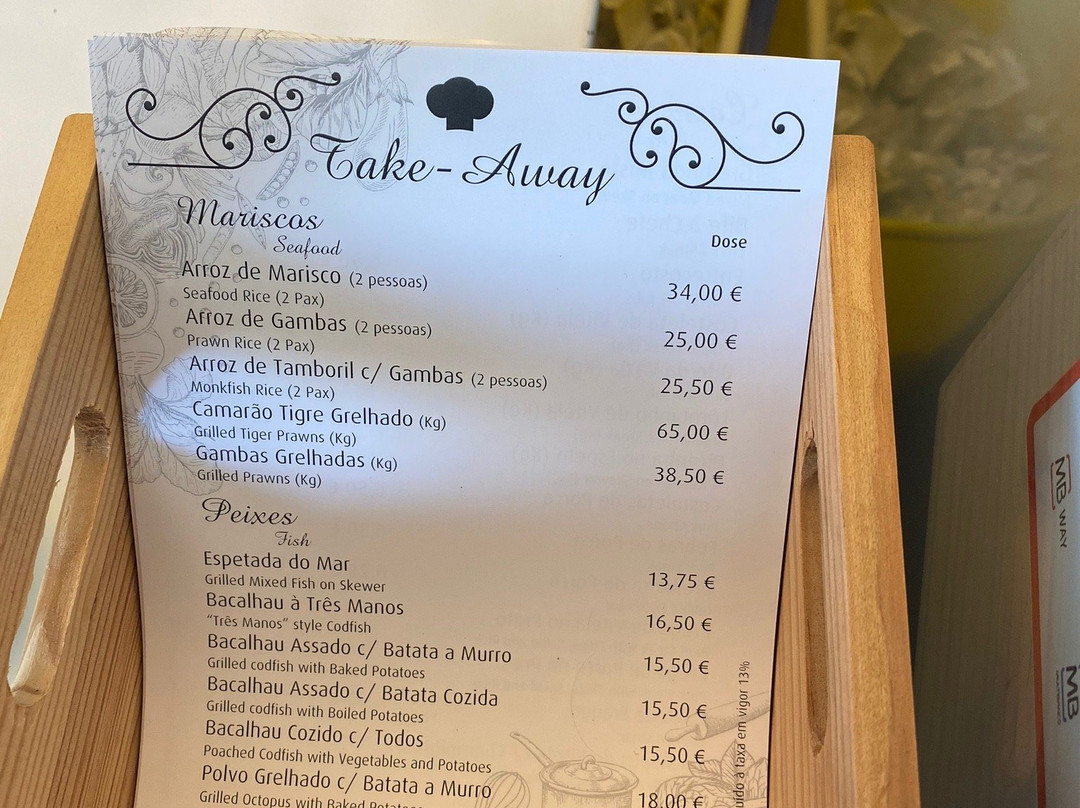 Take-Away
Mariscos
Seafood
Dose
Arroz de Marisco (2 pessoas)
34,00 €
Seafood Rice (2 Pax)
Arroz de Gambas (2 pessoas)
25,00 €
Prawn Rice (2 Pax)
Arroz de Tamboril c/ Gambas (2 pessoas)
25,50 €
Monkfish Rice (2 Pax)
Camarão Tigre Grelhado (Kg)
65,00 €
Grilled Tiger Prawns (Kg)
Gambas Grelhadas (Kg)
38,50 €
Grilled Prawns (Kg)
Peixes
Fish
Espetada do Mar
13,75 €
Grilled Mixed Fish on Skewer
Bacalhau à Três Manos
16,50 €
"Três Manos" style Codfish
Bacalhau Assado c/ Batata a Murro
15,50 €
Grilled codfish with Baked Potatoes
Bacalhau Assado c/ Batata Cozida
15,50 €
Grilled codfish with Boiled Potatoes
Bacalhau Cozido c/ Todos
15,50 €
Poached Codfish with Vegetables and Potatoes
Polvo Grelhado c/ Batata a Murro
18,00 €
Grilled Octopus with Baked Potatoes
a taxa em vigor 13%
MB WAY
MB